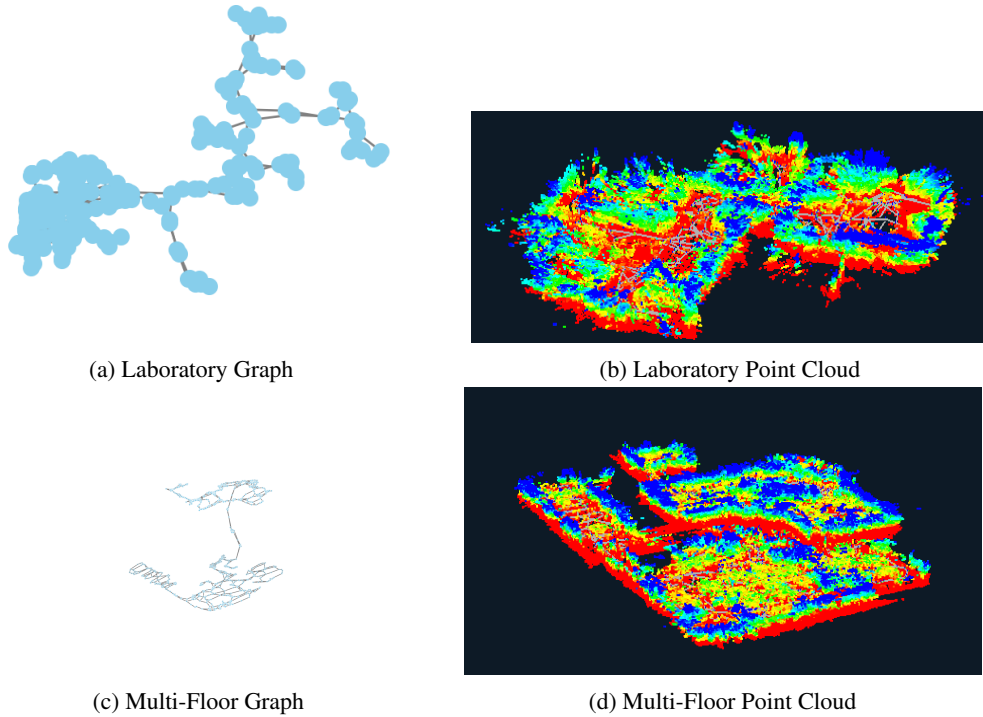 (a) Laboratory Graph
(b) Laboratory Point Cloud
(c) Multi-Floor Graph
(d) Multi-Floor Point Cloud